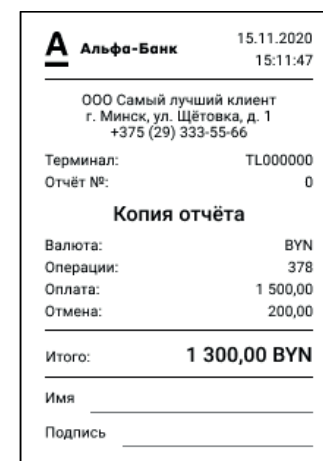 А Альфа-Банк 15.11.2020
15:11:47
ООО Самый лучший клиент
г. Минск, ул. Щётовка, д. 1
+375 (29) 333-55-66
Терминал: TL000000
Отчёт №: 0
Копия отчёта
Валюта: BYN
Операции: 378
Оплата: 1 500,00
Отмена: 200,00
Итого: 1 300,00 BYN
Имя
Подпись